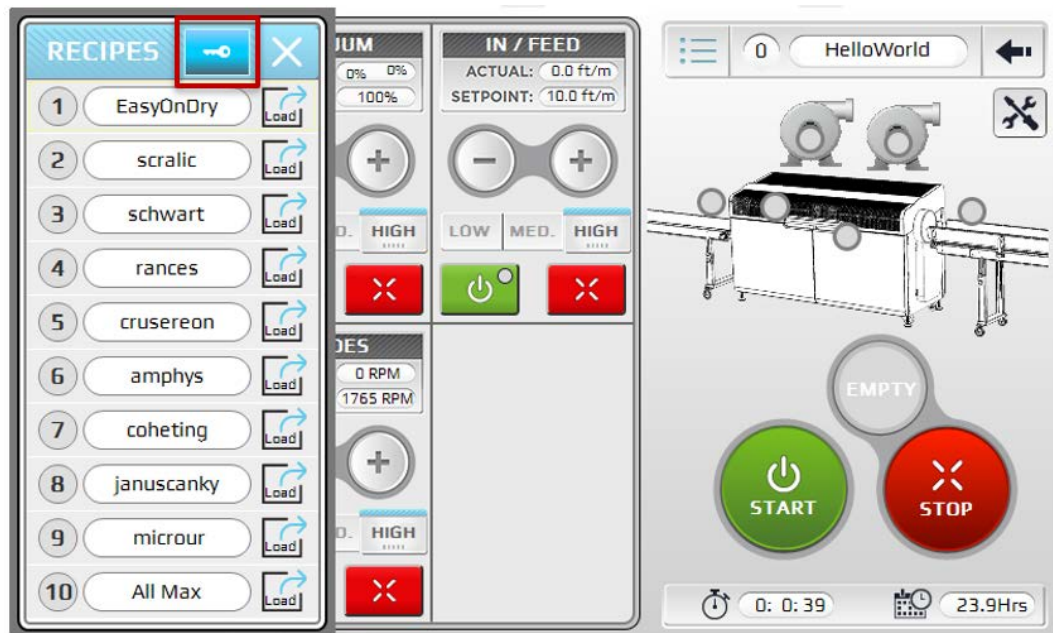 RECIPES
1 EasyOnDry Load
2 scralic Load
3 schwart Load
4 rances Load
5 crusereon Load
6 amphys Load
7 coheting Load
8 januscanky Load
9 microur Load
10 All Max Load
UUM
0% 0%
100%
D. HIGH
DES
0 RPM
1765 RPM
D. HIGH
IN / FEED
ACTUAL: 0.0 ft/m
SETPOINT: 10.0 ft/m
LOW MED. HIGH
0 HelloWorld
EMPTY
START
STOP
0: 0: 39
23.9Hrs